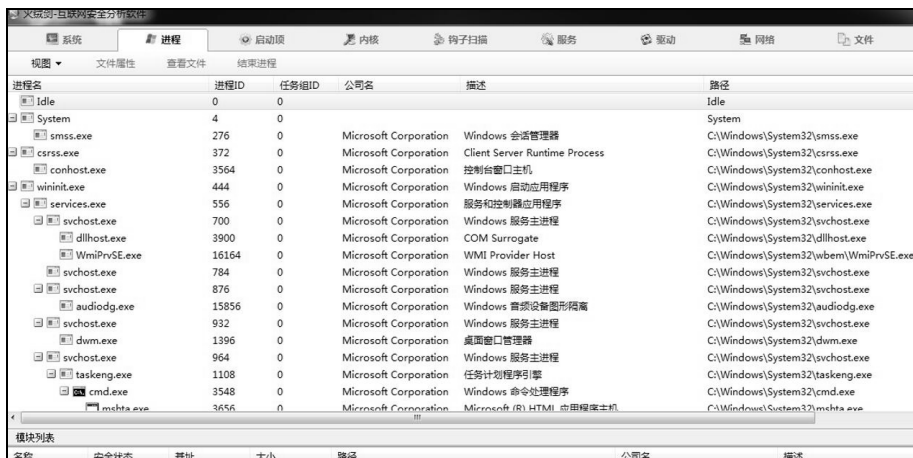 火绒剑-互联网安全分析软件
系统 进程 启动项 内核 钩子扫描 服务 驱动 网络 文件
视图 文件属性 查看文件 结束进程
进程名 进程ID 任务组ID 公司名 描述 路径
Idle 0 0 Idle
System 4 0 System
smss.exe 276 0 Microsoft Corporation Windows 会话管理器 C:\Windows\System32\smss.exe
csrss.exe 372 0 Microsoft Corporation Client Server Runtime Process C:\Windows\System32\csrss.exe
conhost.exe 3564 0 Microsoft Corporation 控制台窗口主机 C:\Windows\System32\conhost.exe
wininit.exe 444 0 Microsoft Corporation Windows 启动应用程序 C:\Windows\System32\wininit.exe
services.exe 556 0 Microsoft Corporation 服务和控制器应用程序 C:\Windows\System32\services.exe
svchost.exe 700 0 Microsoft Corporation Windows 服务主进程 C:\Windows\System32\svchost.exe
dllhost.exe 3900 0 Microsoft Corporation COM Surrogate C:\Windows\System32\dllhost.exe
WmiPrvSE.exe 16164 0 Microsoft Corporation WMI Provider Host C:\Windows\System32\wbem\WmiPrvSE.exe
svchost.exe 784 0 Microsoft Corporation Windows 服务主进程 C:\Windows\System32\svchost.exe
svchost.exe 876 0 Microsoft Corporation Windows 服务主进程 C:\Windows\System32\svchost.exe
audiodg.exe 15856 0 Microsoft Corporation Windows 音频设备图形隔离 C:\Windows\System32\audiodg.exe
svchost.exe 932 0 Microsoft Corporation Windows 服务主进程 C:\Windows\System32\svchost.exe
dwm.exe 1396 0 Microsoft Corporation 桌面窗口管理器 C:\Windows\System32\dwm.exe
svchost.exe 964 0 Microsoft Corporation Windows 服务主进程 C:\Windows\System32\svchost.exe
taskeng.exe 1108 0 Microsoft Corporation 任务计划程序引擎 C:\Windows\System32\taskeng.exe
cmd.exe 3548 0 Microsoft Corporation Windows 命令处理程序 C:\Windows\System32\cmd.exe
mshta.exe 3656 0 Microsoft Corporation Microsoft (R) HTML 应用程序主机 C:\Windows\System32\mshta.exe
模块列表
名称 安全状态 基址 大小 路径 公司名 描述